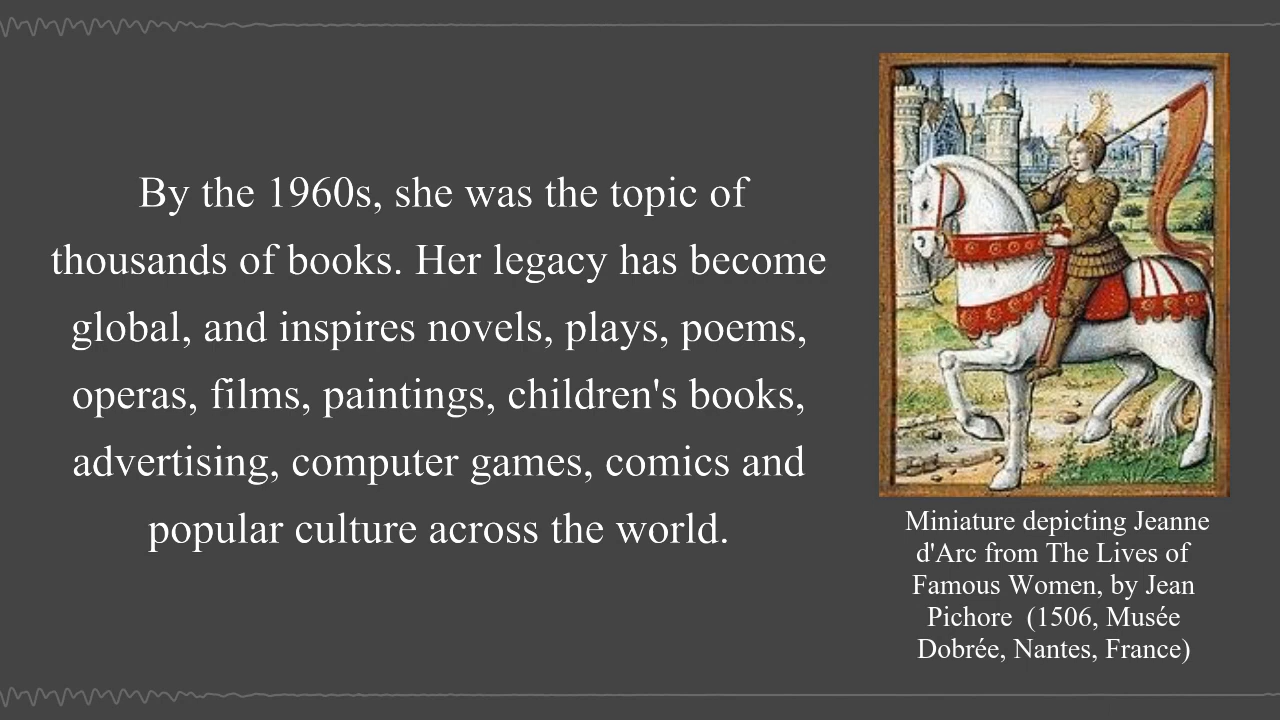 By the 1960s, she was the topic of
thousands of books. Her legacy has become
global, and inspires novels, plays, poems,
operas, films, paintings, children's books,
advertising, computer games, comics and
popular culture across the world.
Miniature depicting Jeanne
d'Arc from The Lives of
Famous Women, by Jean
Pichore  (1506, Musée
Dobrée, Nantes, France)